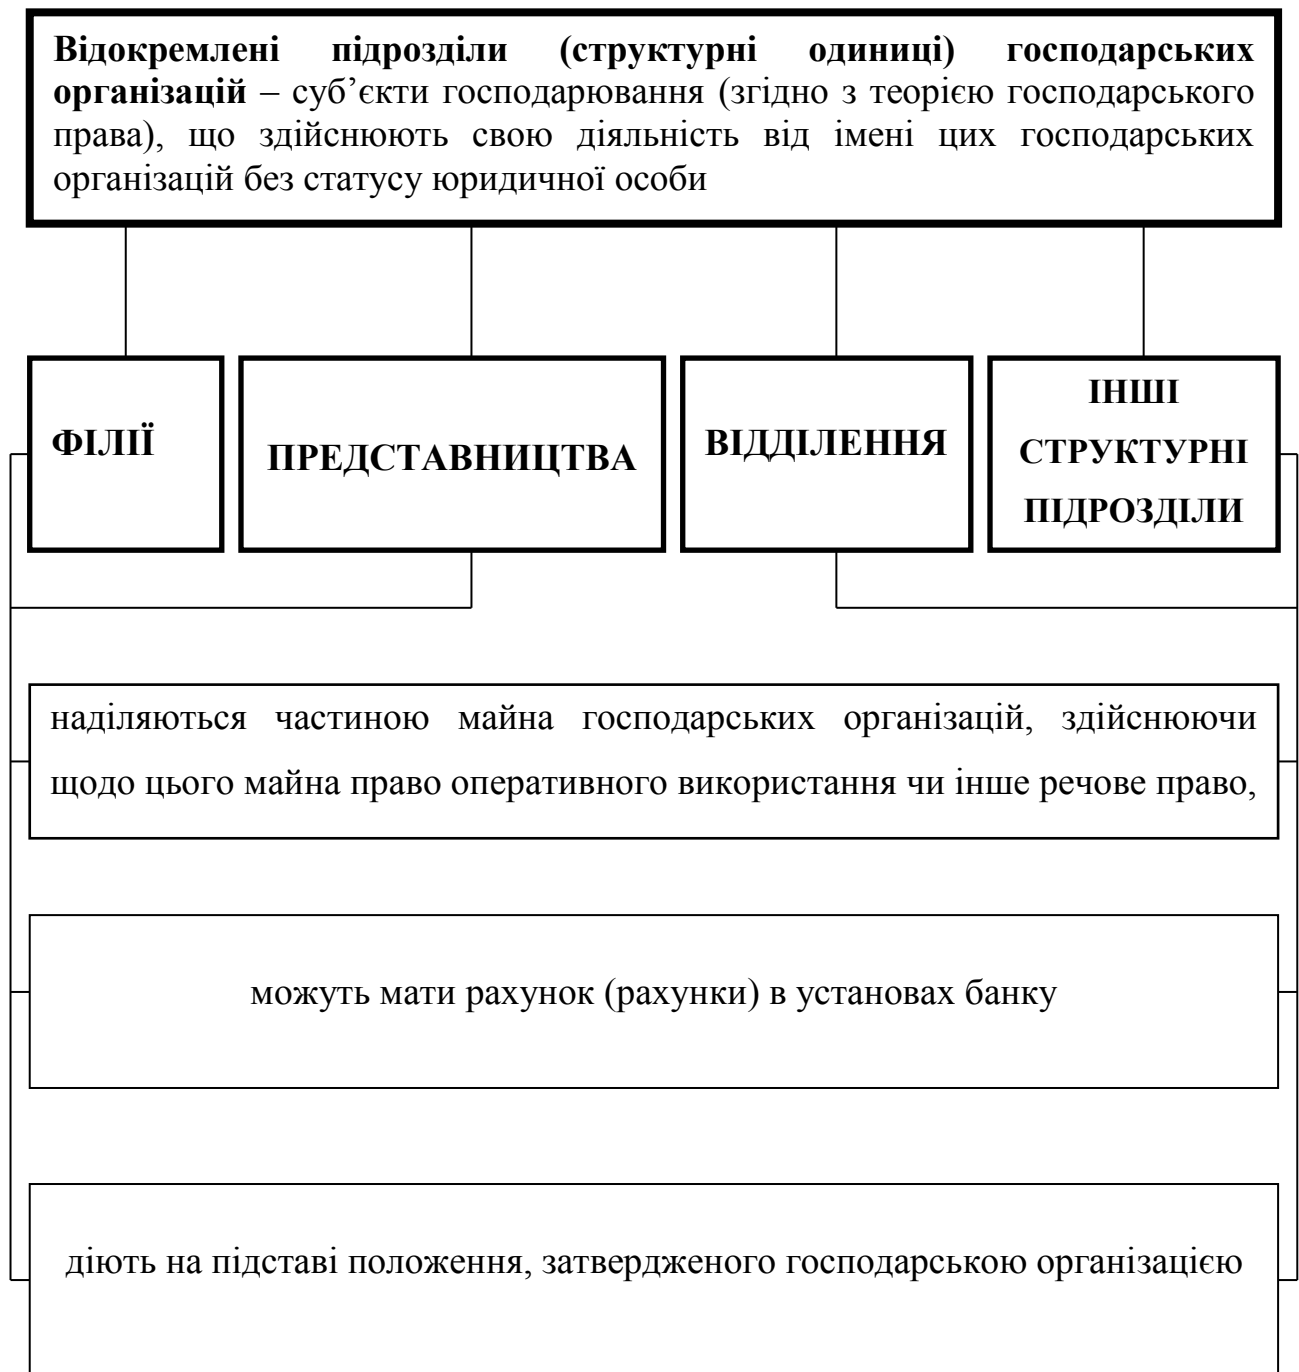 Відокремлені підрозділи (структурні одиниці) господарських
організацій – суб’єкти господарювання (згідно з теорією господарського
права), що здійснюють свою діяльність від імені цих господарських
організацій без статусу юридичної особи
ФІЛІЇ
ПРЕДСТАВНИЦТВА
ВІДДІЛЕННЯ
ІНШІ
СТРУКТУРНІ
ПІДРОЗДІЛИ
наділяються частиною майна господарських організацій, здійснюючи
щодо цього майна право оперативного використання чи інше речове право,
можуть мати рахунок (рахунки) в установах банку
діють на підставі положення, затвердженого господарською організацією